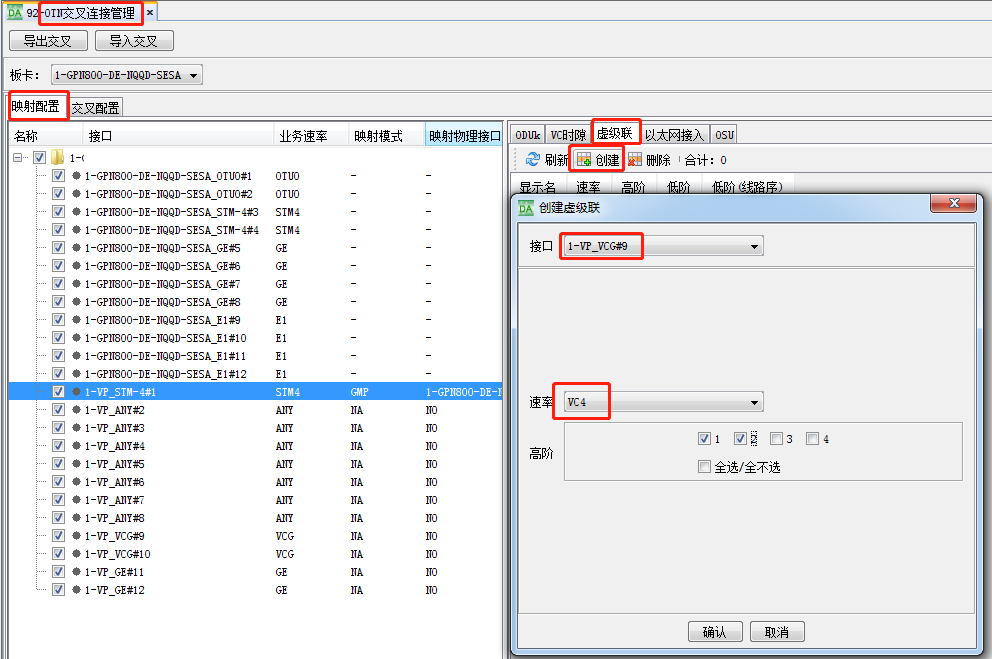 DA 92-OTN交叉连接管理
导出交叉 导入交叉
板卡: 1-GPN800-DE-NQQD-SESA
映射配置 交叉配置
名称 接口 业务速率 映射模式 映射物理接口
1-(
1-GPN800-DE-NQQD-SESA_OTU0#1 OTU0 - -
1-GPN800-DE-NQQD-SESA_OTU0#2 OTU0 - -
1-GPN800-DE-NQQD-SESA_STM-4#3 STM4 - -
1-GPN800-DE-NQQD-SESA_STM-4#4 STM4 - -
1-GPN800-DE-NQQD-SESA_GE#5 GE - -
1-GPN800-DE-NQQD-SESA_GE#6 GE - -
1-GPN800-DE-NQQD-SESA_GE#7 GE - -
1-GPN800-DE-NQQD-SESA_GE#8 GE - -
1-GPN800-DE-NQQD-SESA_E1#9 E1 - -
1-GPN800-DE-NQQD-SESA_E1#10 E1 - -
1-GPN800-DE-NQQD-SESA_E1#11 E1 - -
1-GPN800-DE-NQQD-SESA_E1#12 E1 - -
1-VP_STM-4#1 STM4 GMP 1-GPN800-DE-N
1-VP_ANY#2 ANY NA NO
1-VP_ANY#3 ANY NA NO
1-VP_ANY#4 ANY NA NO
1-VP_ANY#5 ANY NA NO
1-VP_ANY#6 ANY NA NO
1-VP_ANY#7 ANY NA NO
1-VP_ANY#8 ANY NA NO
1-VP_VCG#9 VCG NA NO
1-VP_VCG#10 VCG NA NO
1-VP_GE#11 GE NA NO
1-VP_GE#12 GE NA NO
ODUk VC时隙 虚级联 以太网接入 OSU
刷新 创建 删除 合计: 0
显示名 速率 高阶 低阶 低阶(线路序)
DA 创建虚级联
接口 1-VP_VCG#9
速率 VC4
高阶 1 2 3 4
全选/全不选
确认 取消